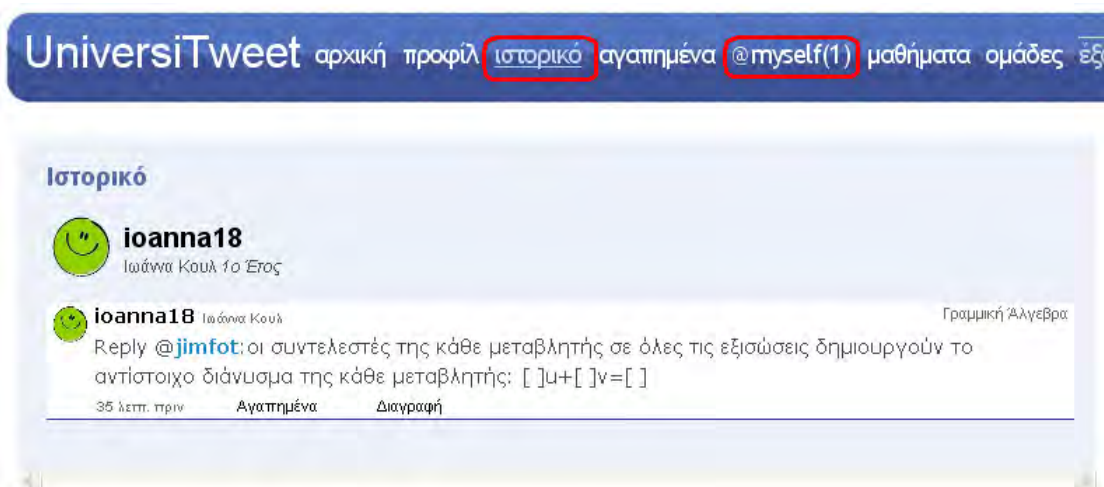 UniversiTweet αρχική προφίλ ιστορικό αγαπημένα @myself(1) μαθήματα ομάδες
Ιστορικό
ioanna18
Ιωάννα Κουλ 1ο Έτος
ioanna18 Ιωάννα Κουλ Γραμμική Άλγεβρα
Reply @jimfot:οι συντελεστές της κάθε μεταβλητής σε όλες τις εξισώσεις δημιουργούν το
αντίστοιχο διάνυσμα της κάθε μεταβλητής: [ ]u+[ ]v=[ ]
35 λεπτ. πριν Αγαπημένα Διαγραφή